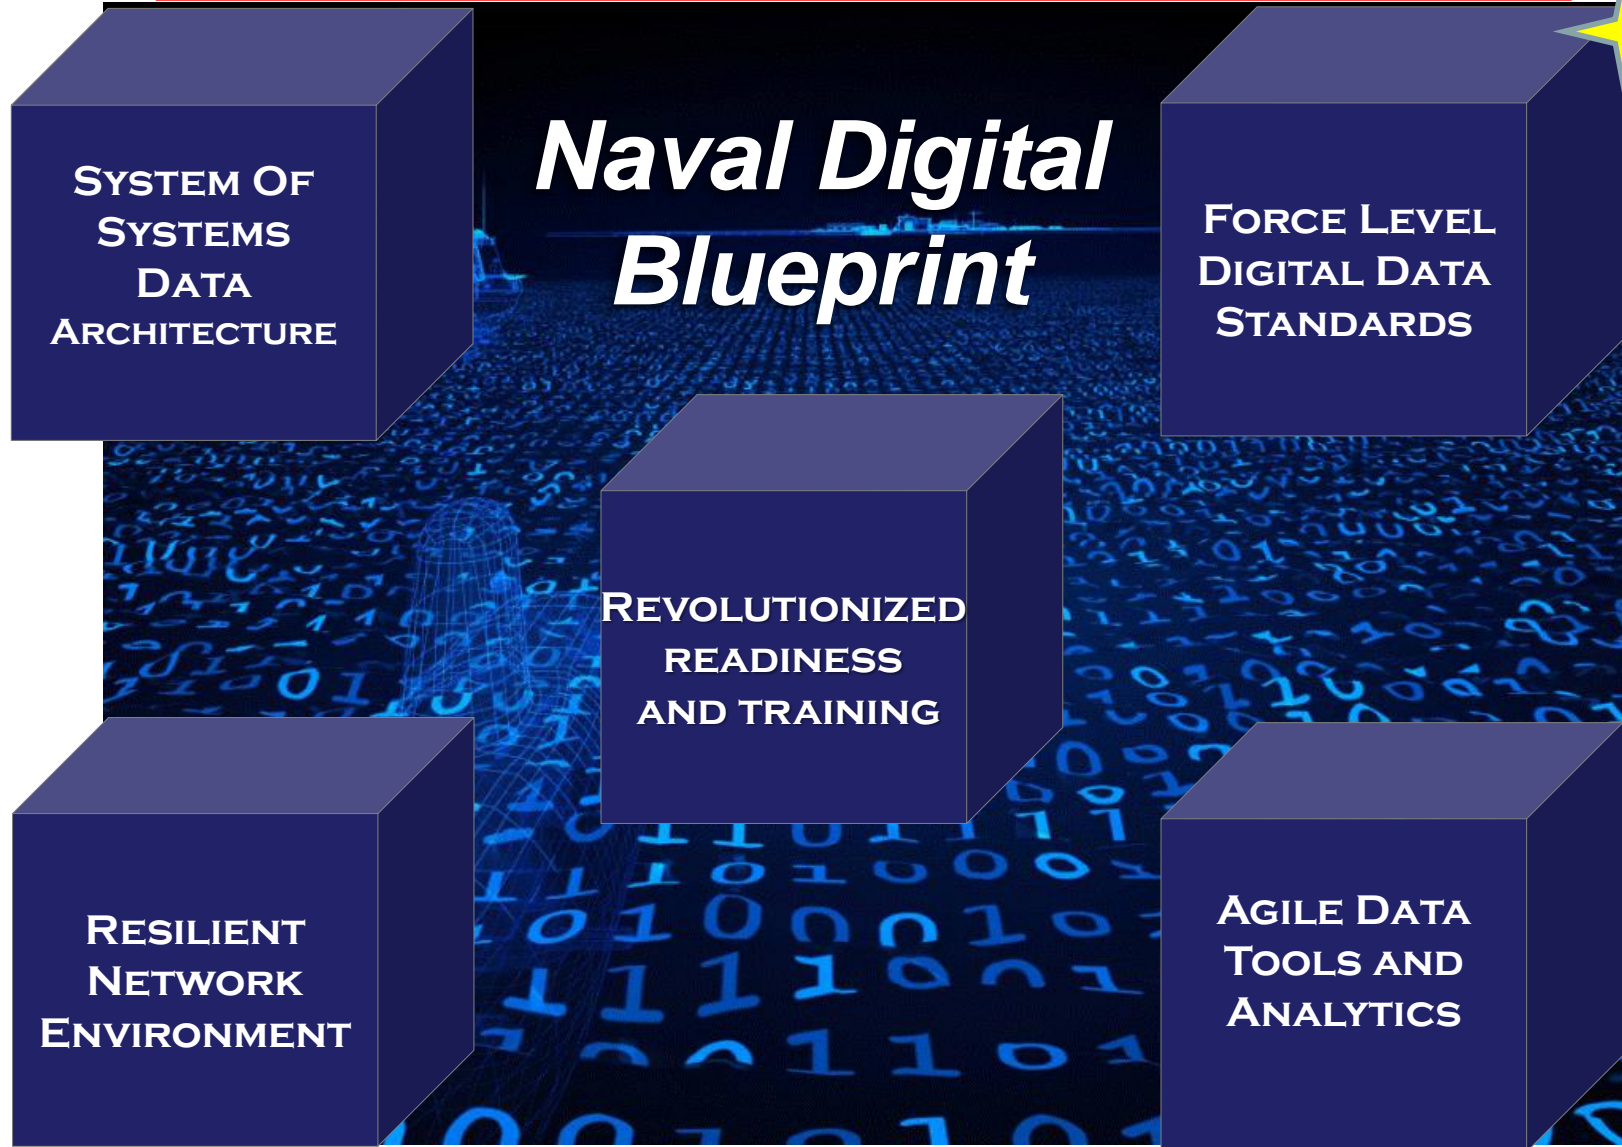 Naval Digital
Blueprint
System Of
Systems
Data
Architecture
Force Level
Digital Data
Standards
Revolutionized
readiness
and training
Resilient
Network
Environment
Agile Data
Tools and
Analytics